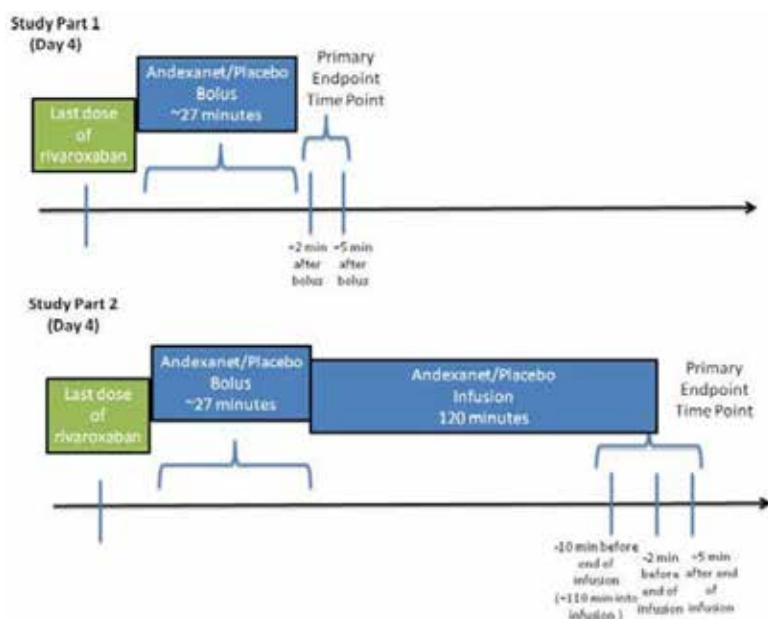 Study Part 1
(Day 4)
Last dose
of
rivaroxaban
Andexanet/Placebo
Bolus
~27 minutes
Primary
Endpoint
Time Point
~2 min
after
bolus
~5 min
after
bolus
Study Part 2
(Day 4)
Last dose
of
rivaroxaban
Andexanet/Placebo
Bolus
~27 minutes
Andexanet/Placebo
Infusion
120 minutes
Primary
Endpoint
Time Point
~10 min before
end of
infusion
(~110 min into
infusion )
~2 min
before
end of
infusion
~5 min
after end
of
infusion